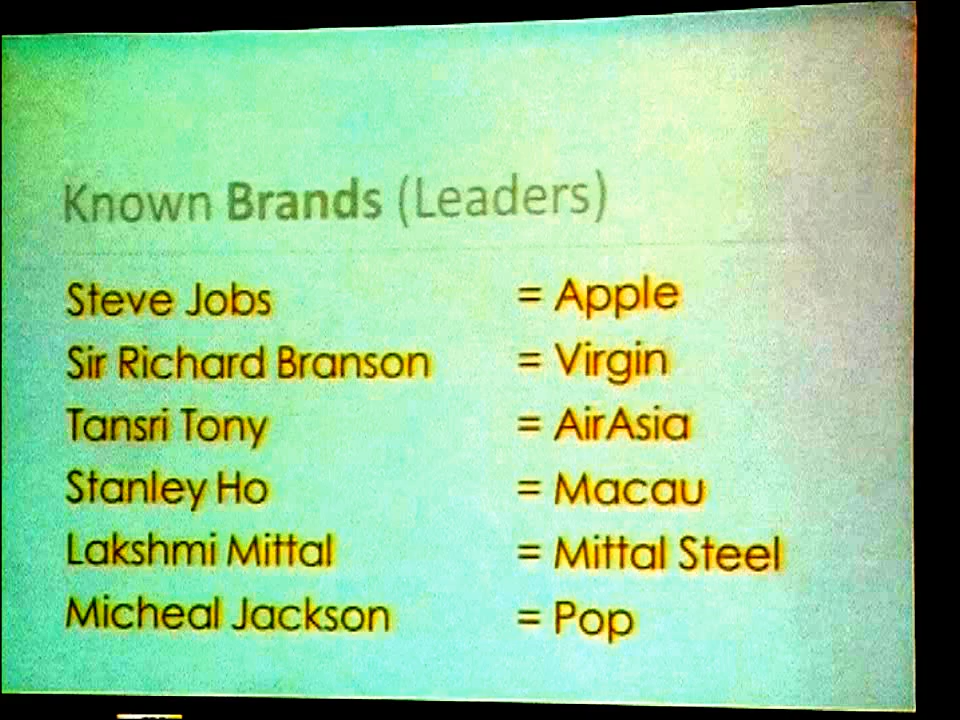 Known Brands (Leaders)
Steve Jobs = Apple
Sir Richard Branson = Virgin
Tansri Tony = AirAsia
Stanley Ho = Macau
Lakshmi Mittal = Mittal Steel
Micheal Jackson = Pop